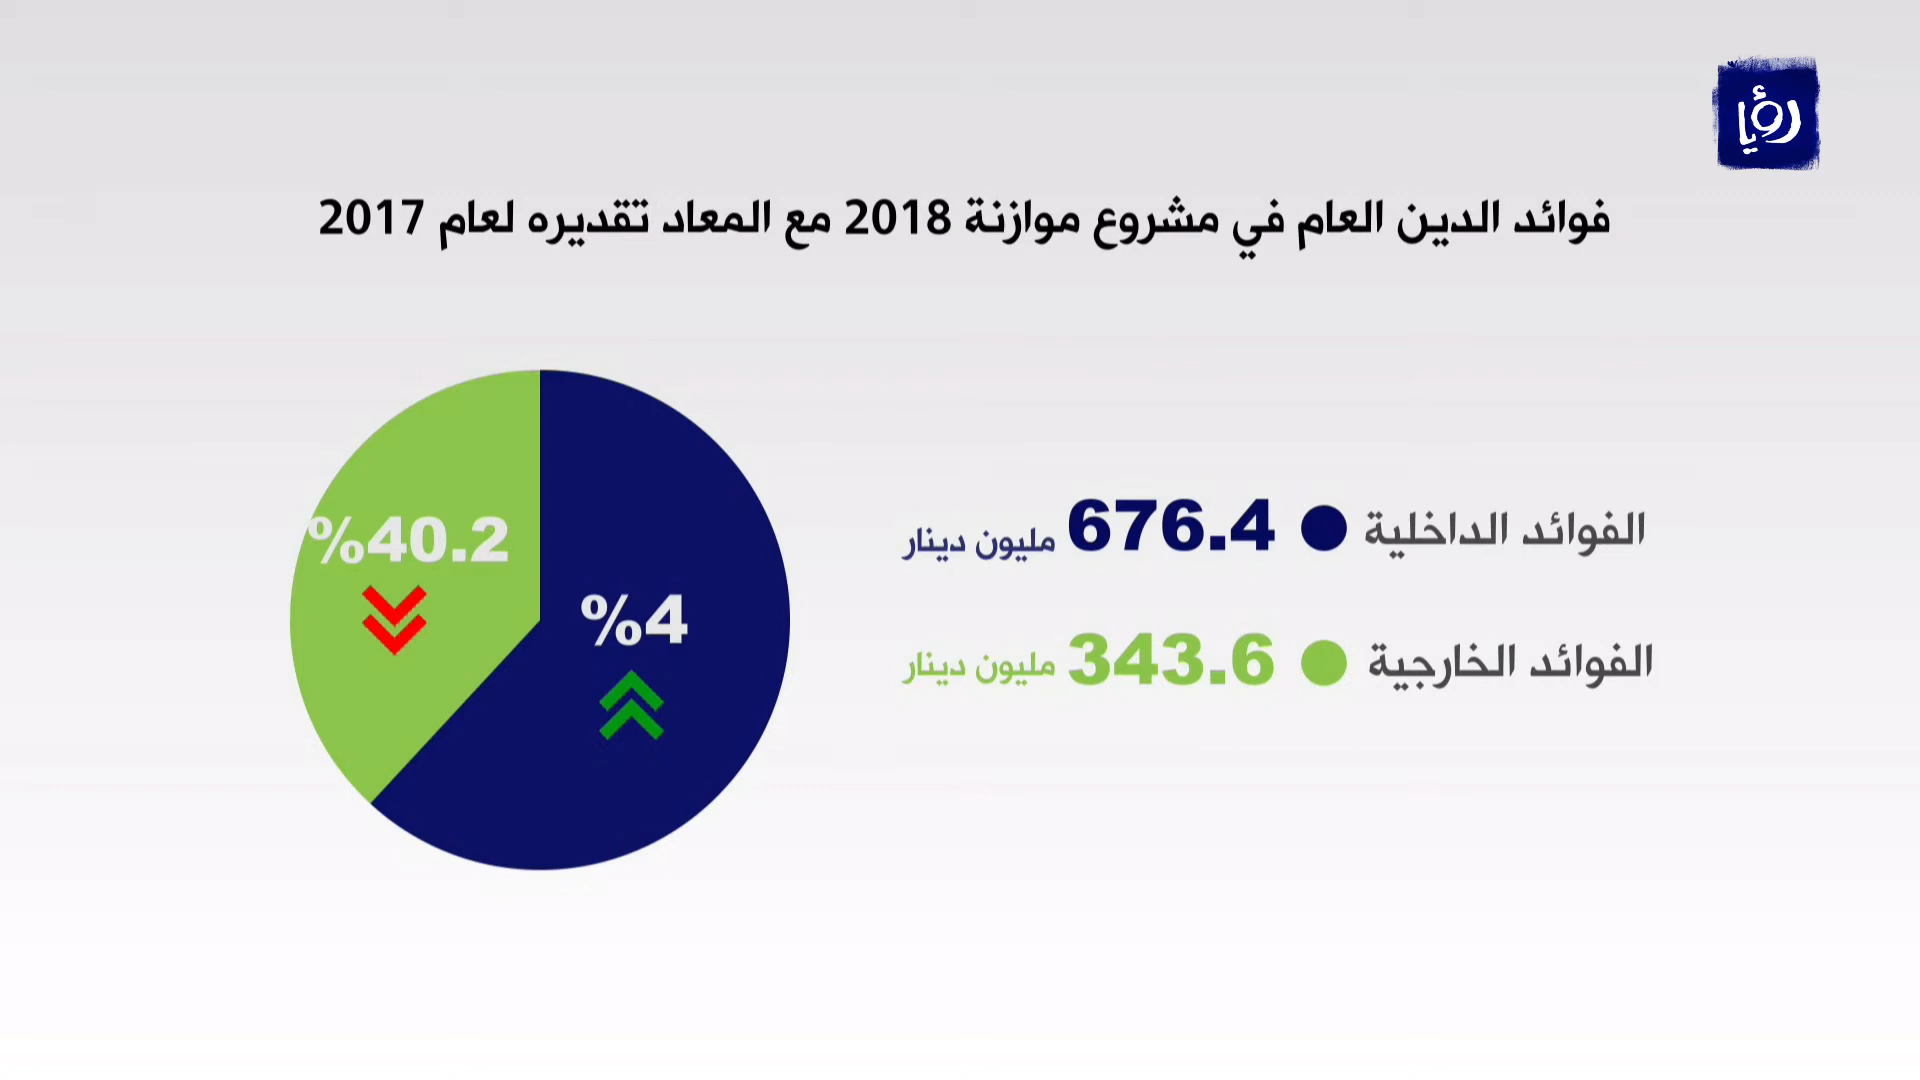 رؤيا
فوائد الدين العام في مشروع موازنة 2018 مع المعاد تقديره لعام 2017
الفوائد الداخلية 676.4 مليون دينار
الفوائد الخارجية 343.6 مليون دينار
%40.2
%4